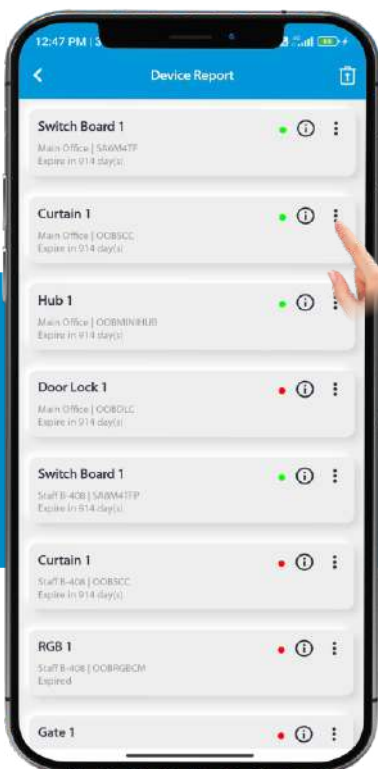 12:47 PM | 3
Device Report
Switch Board 1
Main Office | SA6M4TF
Expire in 914 day(s)
Curtain 1
Main Office | OOBSCC
Expire in 914 day(s)
Hub 1
Main Office | OOBMINIHUB
Expire in 914 day(s)
Door Lock 1
Main Office | OOBDLC
Expire in 914 day(s)
Switch Board 1
Staff B-408 |
Expire in 914 day(s)
Curtain 1
Staff B-408 | OOBSCC
Expire in 914 day(s)
RGB 1
Staff B-408 | OOBRGBCM
Expired
Gate 1